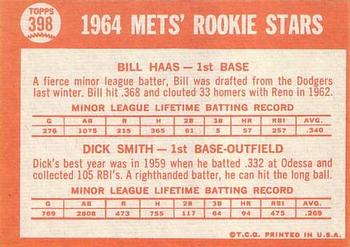 TOPPS
398
1964 METS' ROOKIE STARS
BILL HAAS — 1st BASE
A fierce minor league batter, Bill was drafted from the Dodgers
last winter. Bill hit .368 and clouted 33 homers with Reno in 1962.
MINOR LEAGUE LIFETIME BATTING RECORD
G AB R H 2B 3B HR RBI AVG.
276 1075 215 365 61 5 57 257 .340
DICK SMITH — 1st BASE-OUTFIELD
Dick's best year was in 1959 when he batted .332 at Odessa and
collected 105 RBI's. A righthanded batter, he can hit the long ball.
MINOR LEAGUE LIFETIME BATTING RECORD
G AB R H 2B 3B HR RBI AVG.
769 2808 473 755 117 64 94 475 .269
© T.C.G. PRINTED IN U.S.A.